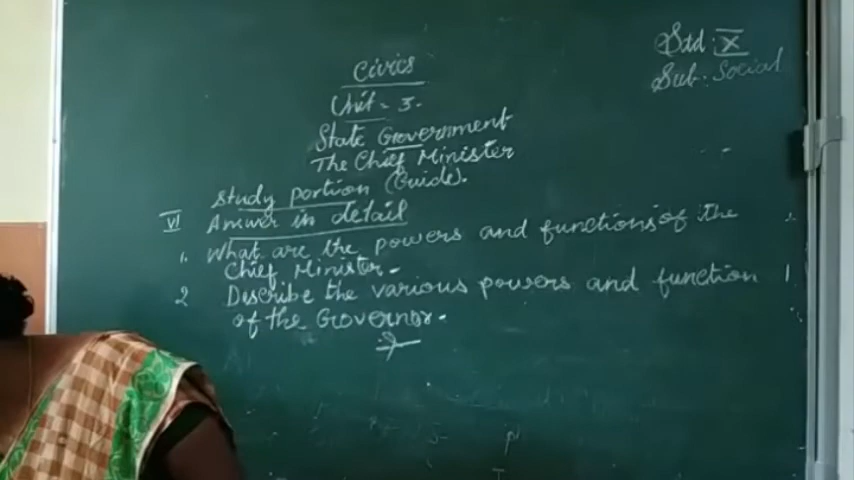 Std : X
Sub : Social
Civics
Unit - 3.
State Government
The Chief Minister
Study portion (Guide).
VI Answer in detail
1. What are the powers and functions of the
Chief Minister.
2 Describe the various powers and function
of the Governor.